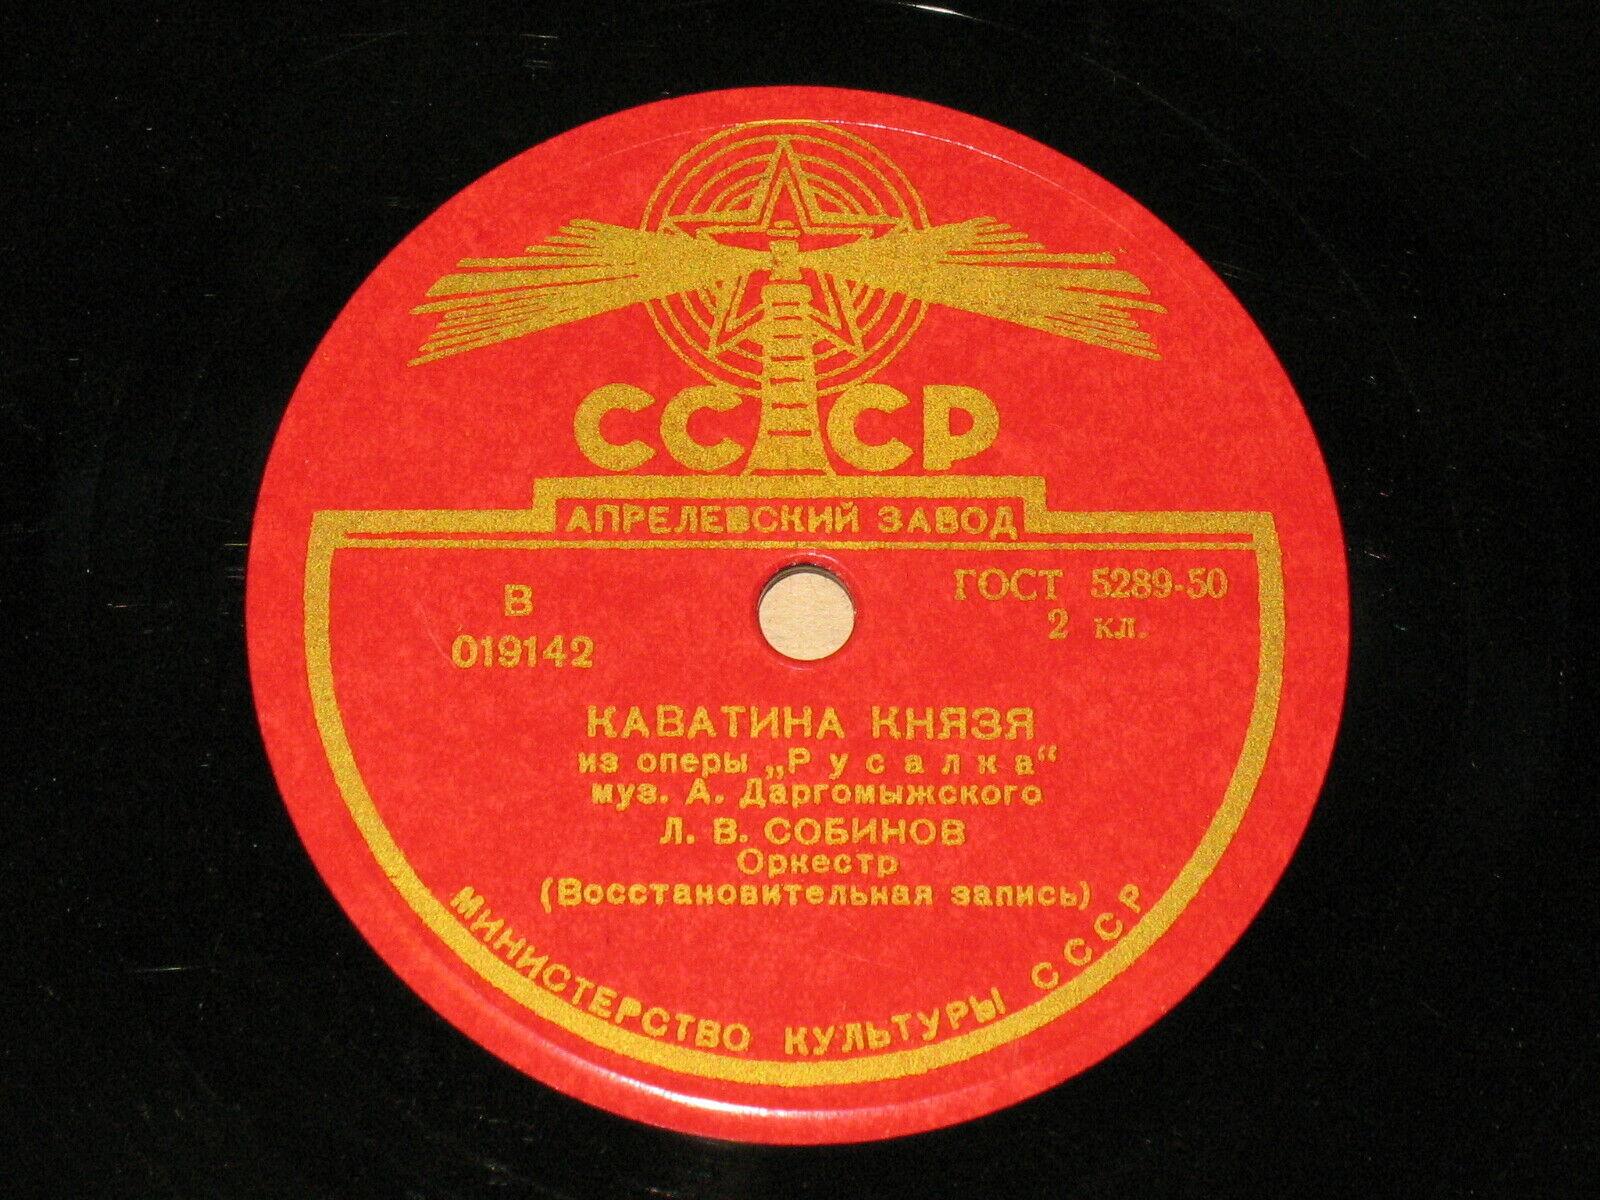 СССР
АПРЕЛЕВСКИЙ ЗАВОД
В
019142
ГОСТ 5289-50
2 кл.
КАВАТИНА КНЯЗЯ
из оперы „Русалка“
муз. А. Даргомыжского
Л. В. СОБИНОВ
Оркестр
(Восстановительная запись)
МИНИСТЕРСТВО КУЛЬТУРЫ СССР